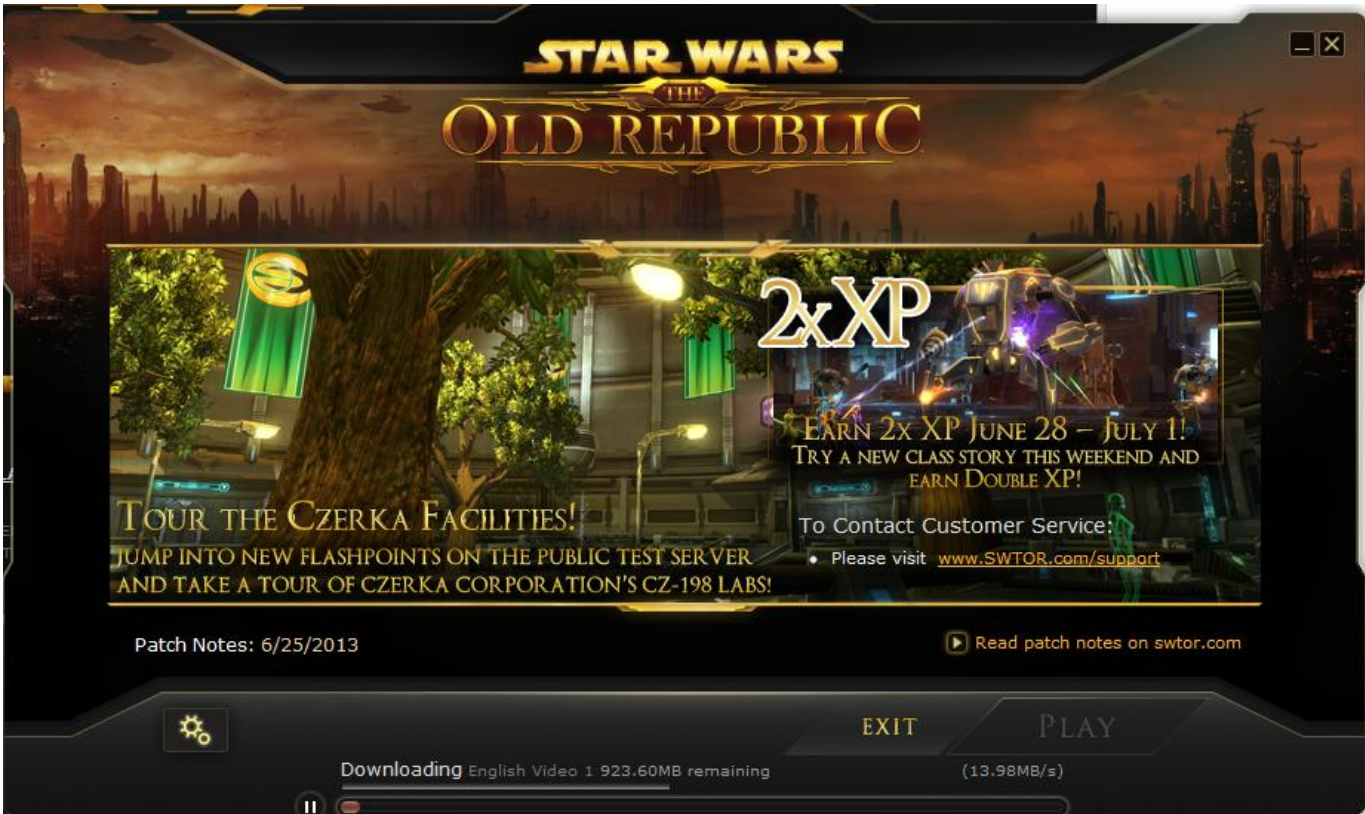 STAR WARS
THE
OLD REPUBLIC
2x XP
EARN 2X XP JUNE 28 – JULY 1!
TRY A NEW CLASS STORY THIS WEEKEND AND
EARN DOUBLE XP!
TOUR THE CZERKA FACILITIES!
JUMP INTO NEW FLASHPOINTS ON THE PUBLIC TEST SERVER
AND TAKE A TOUR OF CZERKA CORPORATION'S CZ-198 LABS!
To Contact Customer Service:
• Please visit www.SWTOR.com/support
Patch Notes: 6/25/2013
Read patch notes on swtor.com
EXIT
PLAY
Downloading English Video 1 923.60MB remaining
(13.98MB/s)